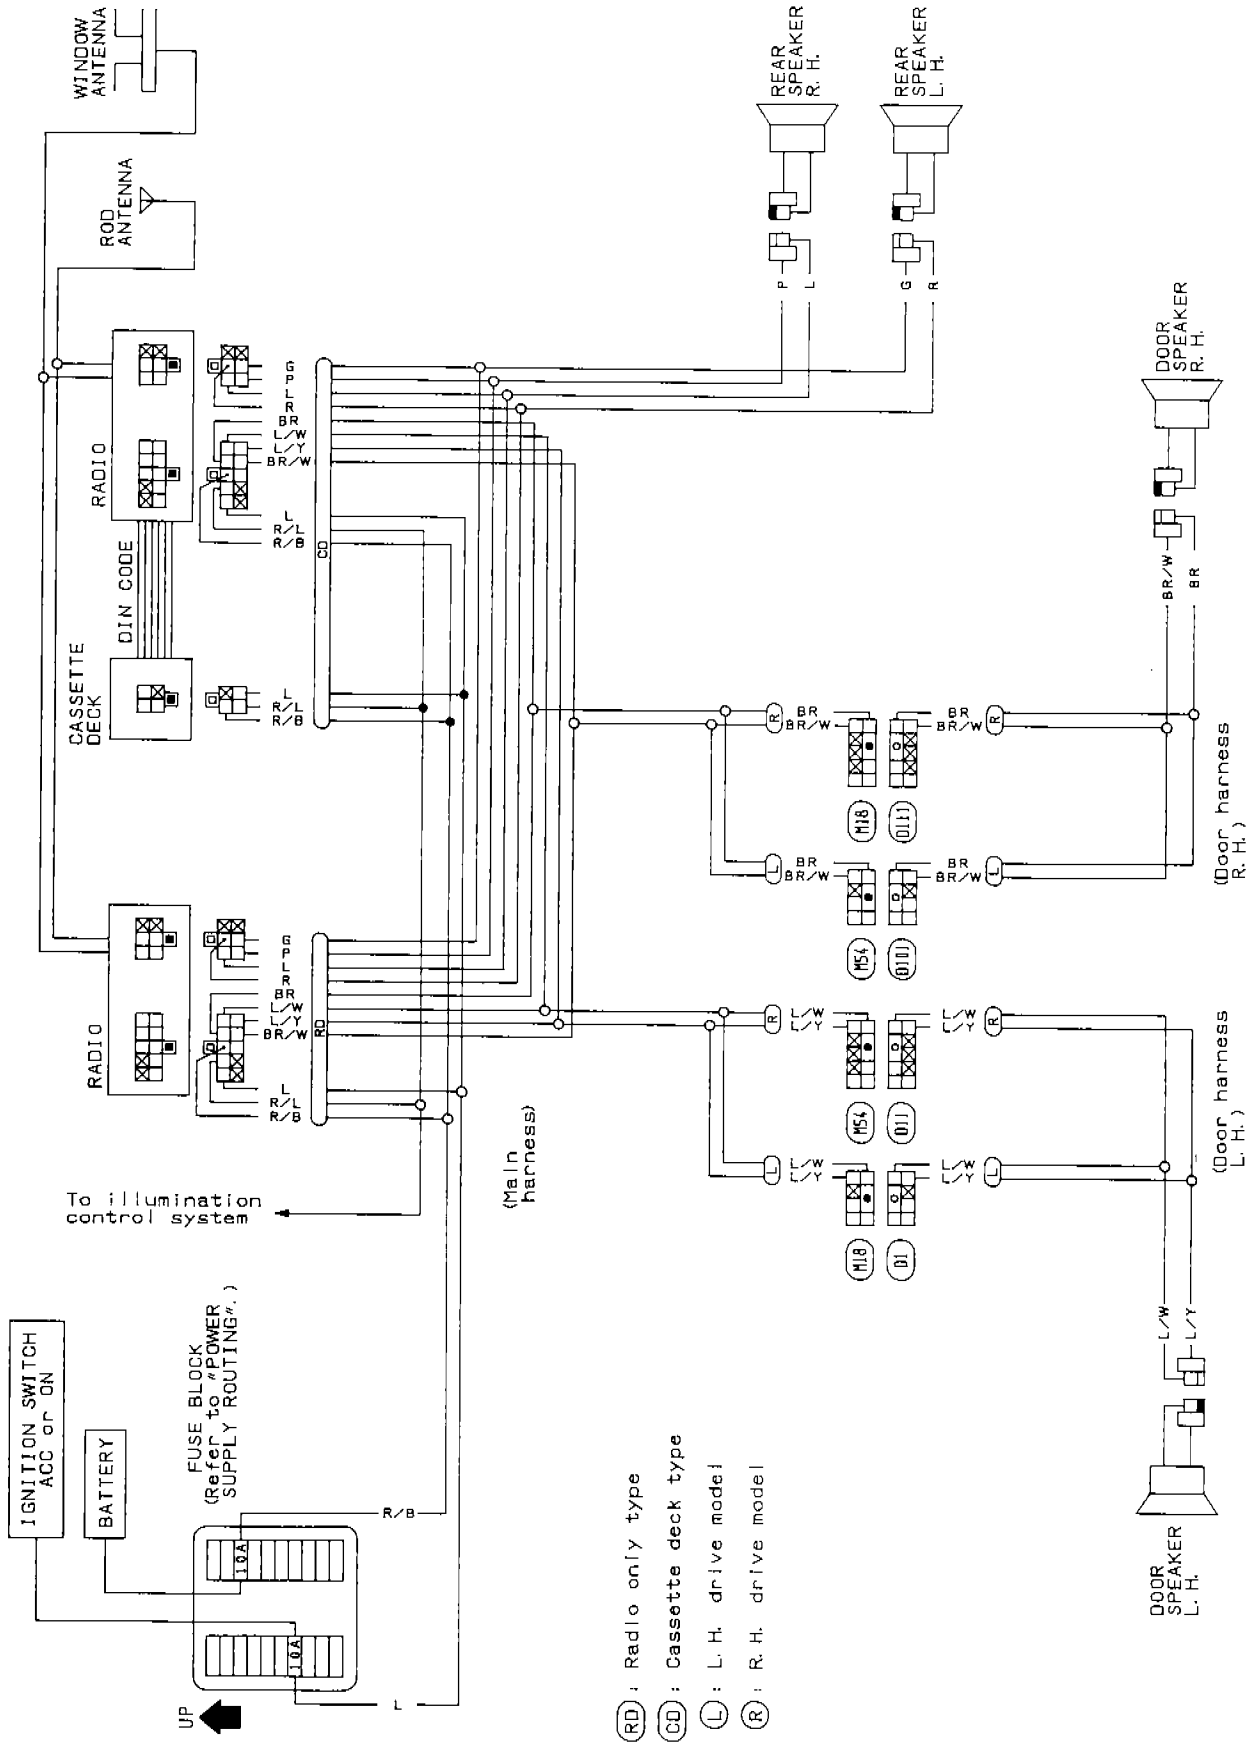 IGNITION SWITCH
ACC or ON
BATTERY
FUSE BLOCK
(Refer to "POWER
SUPPLY ROUTING".)
UP
10A
10A
L
R/B
To illumination
control system
RADIO
G
P
L
R
BR
L/W
L/Y
BR/W
L
R/L
R/B
RD
CASSETTE
DECK
DIN CODE
L
R/L
R/B
RADIO
G
P
L
R
BR
L/W
L/Y
BR/W
L
R/L
R/B
CD
ROD
ANTENNA
WINDOW
ANTENNA
(Main
harness)
REAR
SPEAKER
R. H.
P
L
REAR
SPEAKER
L. H.
G
R
R
BR
BR/W
M18
D111
BR
BR/W
R
L
BR
BR/W
M54
D101
BR
BR/W
L
R
L/W
L/Y
M54
D11
L/W
L/Y
R
L
L/W
L/Y
M18
D1
L/W
L/Y
L
DOOR
SPEAKER
R. H.
BR/W
BR
(Door harness
R. H.)
(Door harness
L. H.)
L/W
L/Y
DOOR
SPEAKER
L. H.
RD : Radio only type
CD : Cassette deck type
L : L. H. drive model
R : R. H. drive model